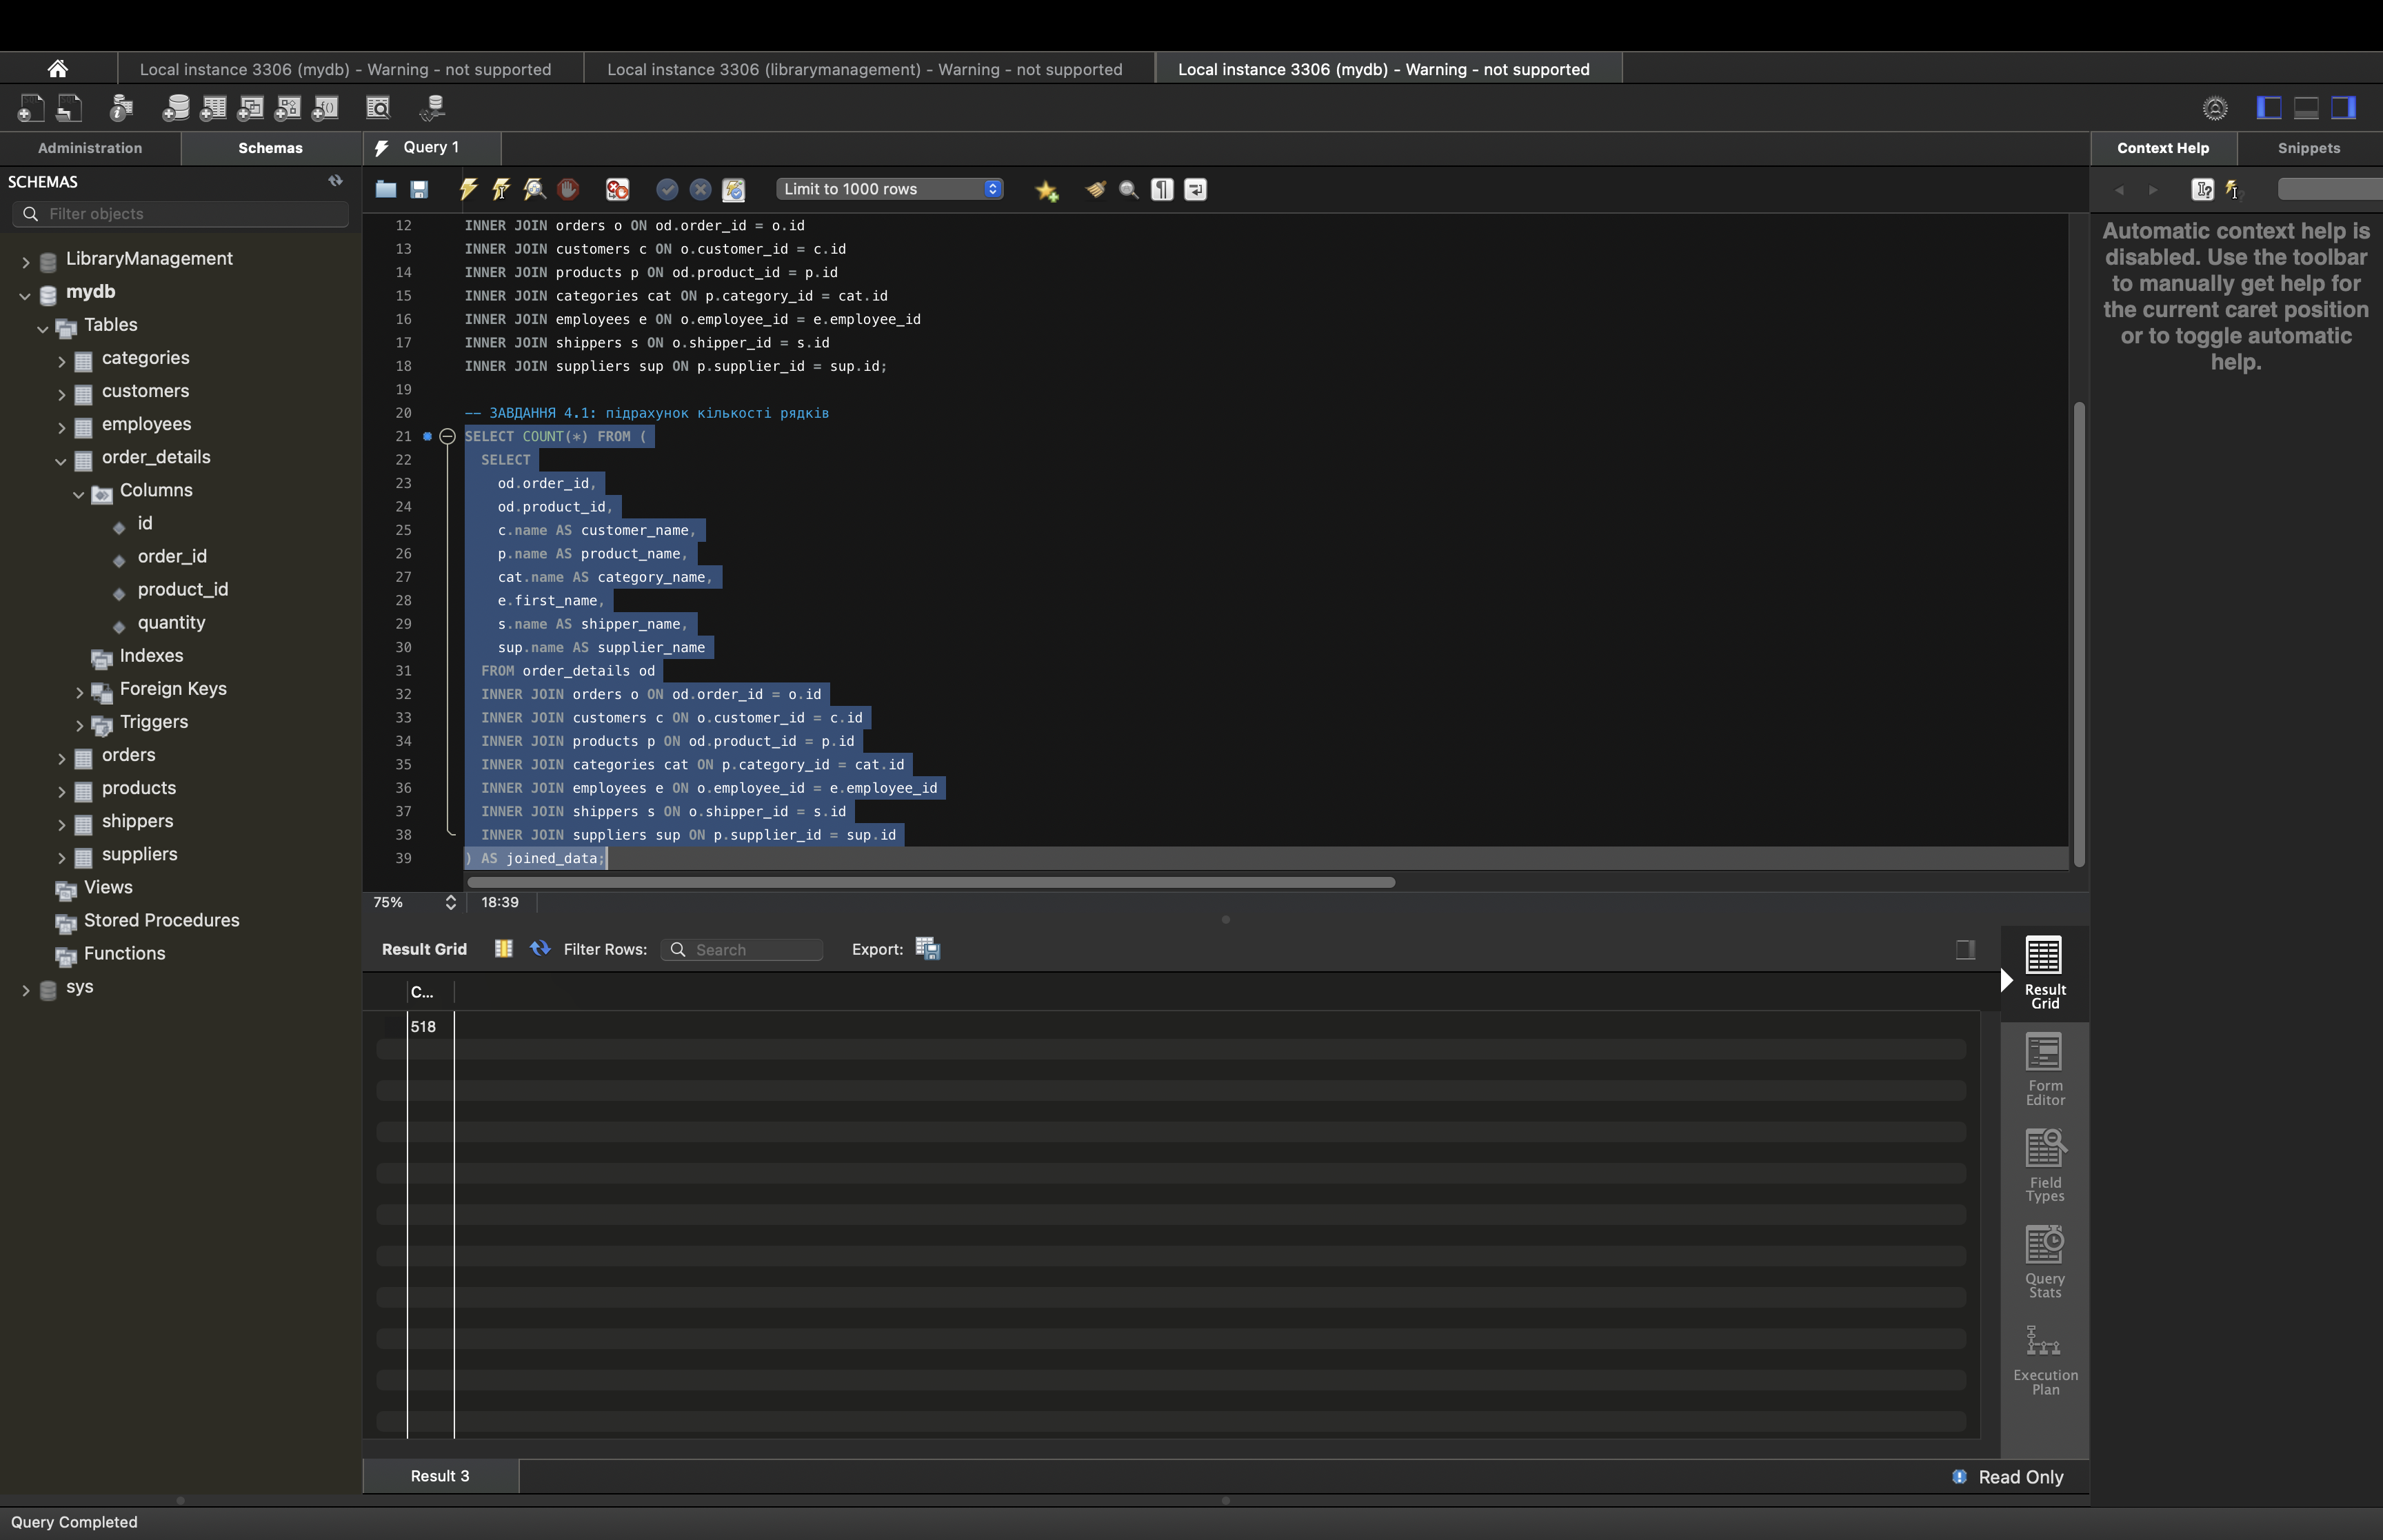 Local instance 3306 (mydb) - Warning - not supported
Local instance 3306 (librarymanagement) - Warning - not supported
Local instance 3306 (mydb) - Warning - not supported
Administration
Schemas
Query 1
Context Help
Snippets
SCHEMAS
Filter objects
LibraryManagement
mydb
Tables
categories
customers
employees
order_details
Columns
id
order_id
product_id
quantity
Indexes
Foreign Keys
Triggers
orders
products
shippers
suppliers
Views
Stored Procedures
Functions
sys
Limit to 1000 rows
12 INNER JOIN orders o ON od.order_id = o.id
13 INNER JOIN customers c ON o.customer_id = c.id
14 INNER JOIN products p ON od.product_id = p.id
15 INNER JOIN categories cat ON p.category_id = cat.id
16 INNER JOIN employees e ON o.employee_id = e.employee_id
17 INNER JOIN shippers s ON o.shipper_id = s.id
18 INNER JOIN suppliers sup ON p.supplier_id = sup.id;
19
20 -- ЗАВДАННЯ 4.1: підрахунок кількості рядків
21 SELECT COUNT(*) FROM (
22 SELECT
23 od.order_id,
24 od.product_id,
25 c.name AS customer_name,
26 p.name AS product_name,
27 cat.name AS category_name,
28 e.first_name,
29 s.name AS shipper_name,
30 sup.name AS supplier_name
31 FROM order_details od
32 INNER JOIN orders o ON od.order_id = o.id
33 INNER JOIN customers c ON o.customer_id = c.id
34 INNER JOIN products p ON od.product_id = p.id
35 INNER JOIN categories cat ON p.category_id = cat.id
36 INNER JOIN employees e ON o.employee_id = e.employee_id
37 INNER JOIN shippers s ON o.shipper_id = s.id
38 INNER JOIN suppliers sup ON p.supplier_id = sup.id
39 ) AS joined_data;
75%
18:39
Automatic context help is
disabled. Use the toolbar
to manually get help for
the current caret position
or to toggle automatic
help.
Result Grid
Filter Rows:
Search
Export:
C...
518
Result
Grid
Form
Editor
Field
Types
Query
Stats
Execution
Plan
Result 3
Read Only
Query Completed